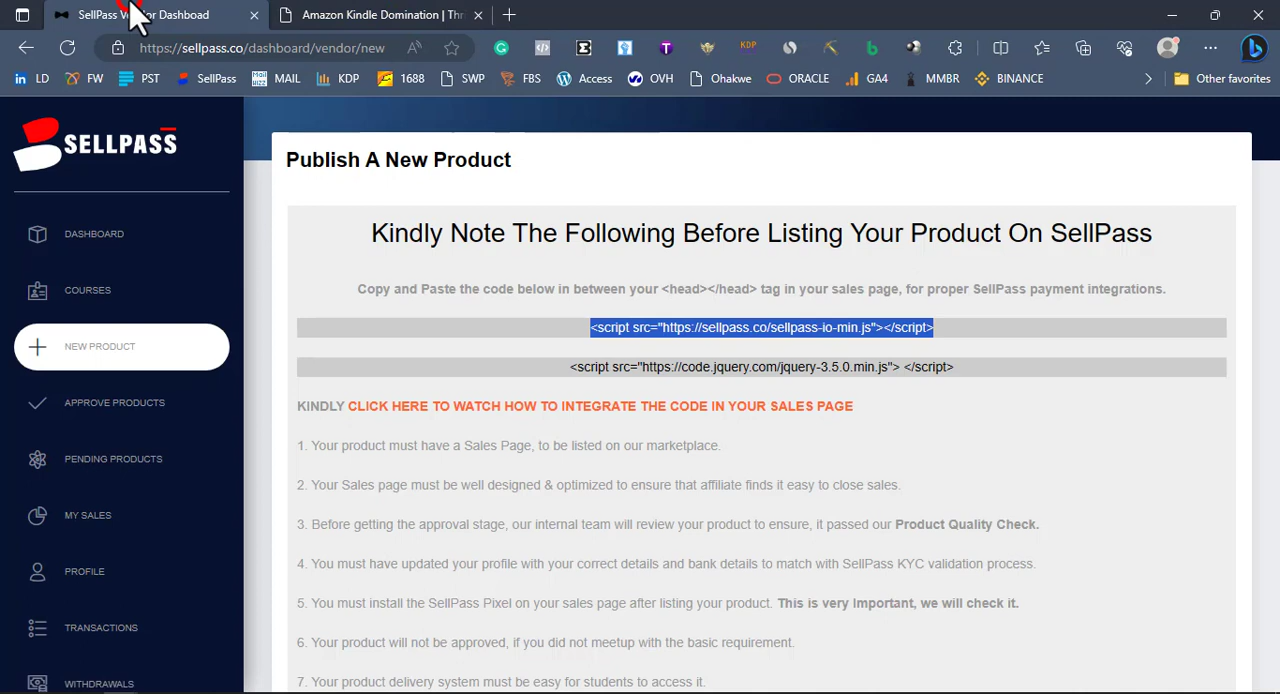 SellPass Vendor Dashboad
Amazon Kindle Domination | Thri
https://sellpass.co/dashboard/vendor/new
KDP
LD
FW
PST
SellPass
MAIL
KDP
1688
SWP
FBS
Access
OVH
Ohakwe
ORACLE
GA4
MMBR
BINANCE
Other favorites
SELLPASS
DASHBOARD
COURSES
NEW PRODUCT
APPROVE PRODUCTS
PENDING PRODUCTS
MY SALES
PROFILE
TRANSACTIONS
WITHDRAWALS
Publish A New Product
Kindly Note The Following Before Listing Your Product On SellPass
Copy and Paste the code below in between your <head></head> tag in your sales page, for proper SellPass payment integrations.
<script src="https://sellpass.co/sellpass-io-min.js"></script>
<script src="https://code.jquery.com/jquery-3.5.0.min.js"> </script>
KINDLY CLICK HERE TO WATCH HOW TO INTEGRATE THE CODE IN YOUR SALES PAGE
1. Your product must have a Sales Page, to be listed on our marketplace.
2. Your Sales page must be well designed & optimized to ensure that affiliate finds it easy to close sales.
3. Before getting the approval stage, our internal team will review your product to ensure, it passed our Product Quality Check.
4. You must have updated your profile with your correct details and bank details to match with SellPass KYC validation process.
5. You must install the SellPass Pixel on your sales page after listing your product. This is very Important, we will check it.
6. Your product will not be approved, if you did not meetup with the basic requirement.
7. Your product delivery system must be easy for students to access it.